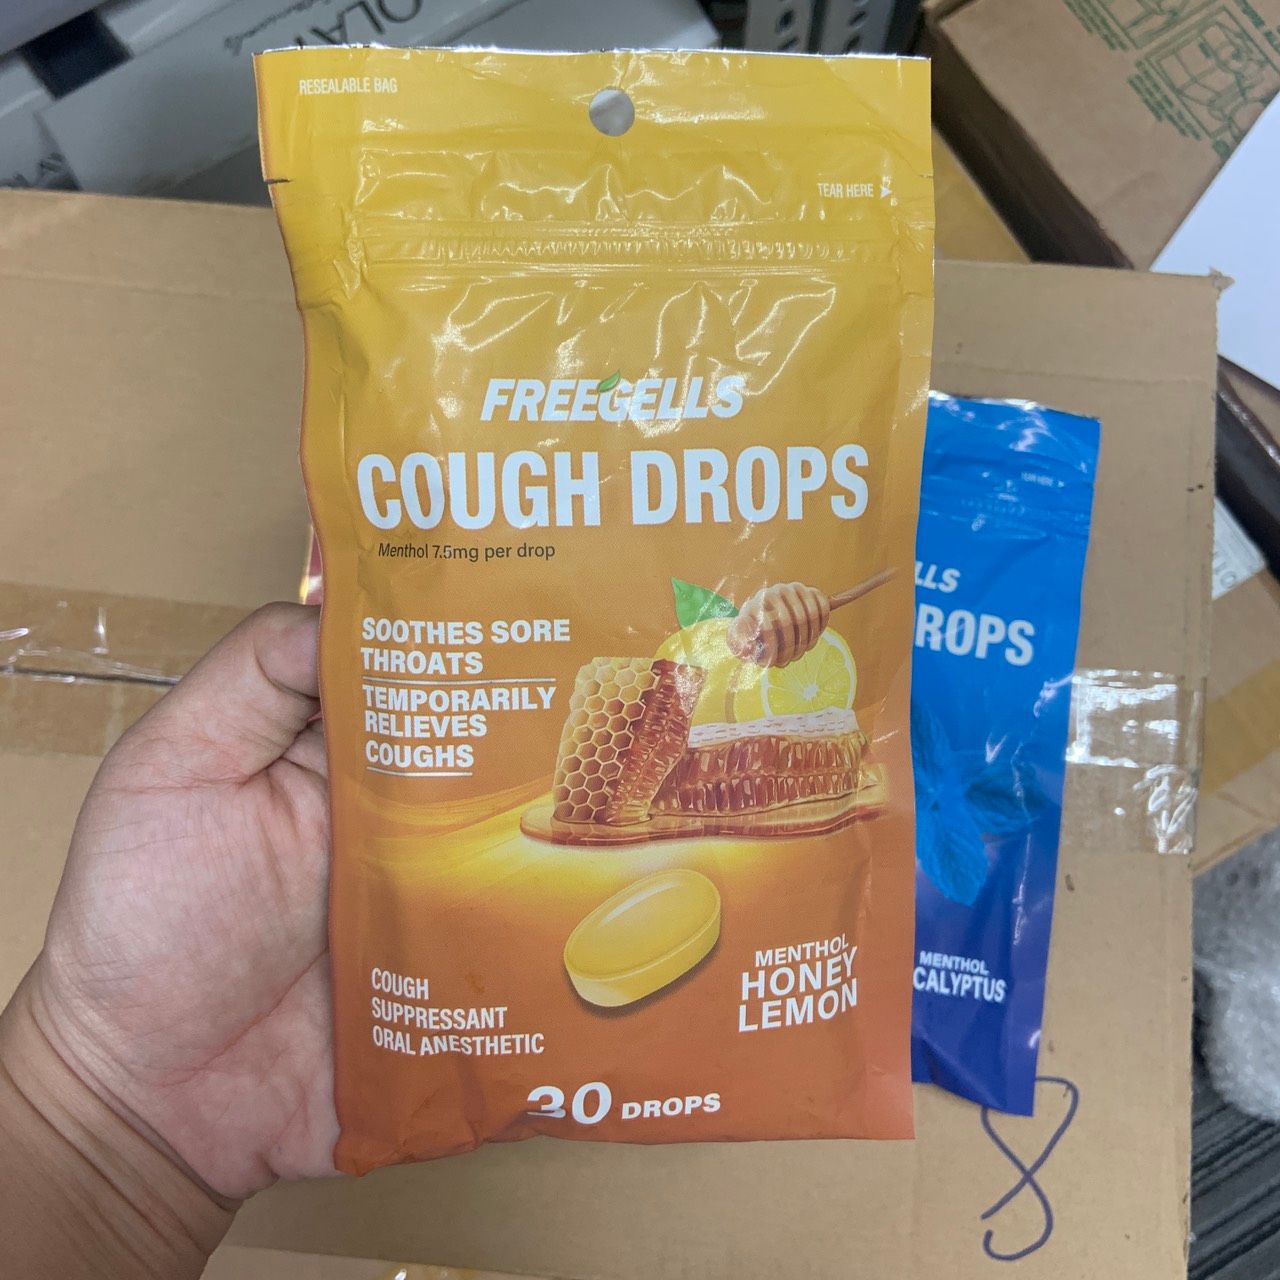 RESEALABLE BAG
TEAR HERE
FREEGELLS
COUGH DROPS
Menthol 7.5mg per drop
SOOTHES SORE
THROATS
TEMPORARILY
RELIEVES
COUGHS
COUGH
SUPPRESSANT
ORAL ANESTHETIC
MENTHOL
HONEY
LEMON
30 DROPS
TEAR HERE
LLS
ROPS
MENTHOL
CALYPTUS
8